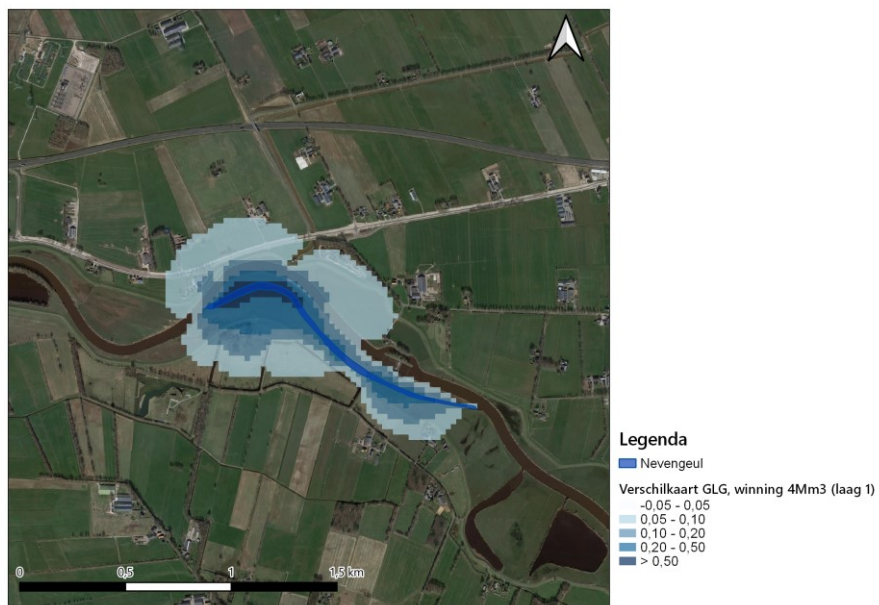 0
0,5
1
1,5 km
Legenda
Nevengeul
Verschilkaart GLG, winning 4Mm3 (laag 1)
-0,05 - 0,05
0,05 - 0,10
0,10 - 0,20
0,20 - 0,50
> 0,50